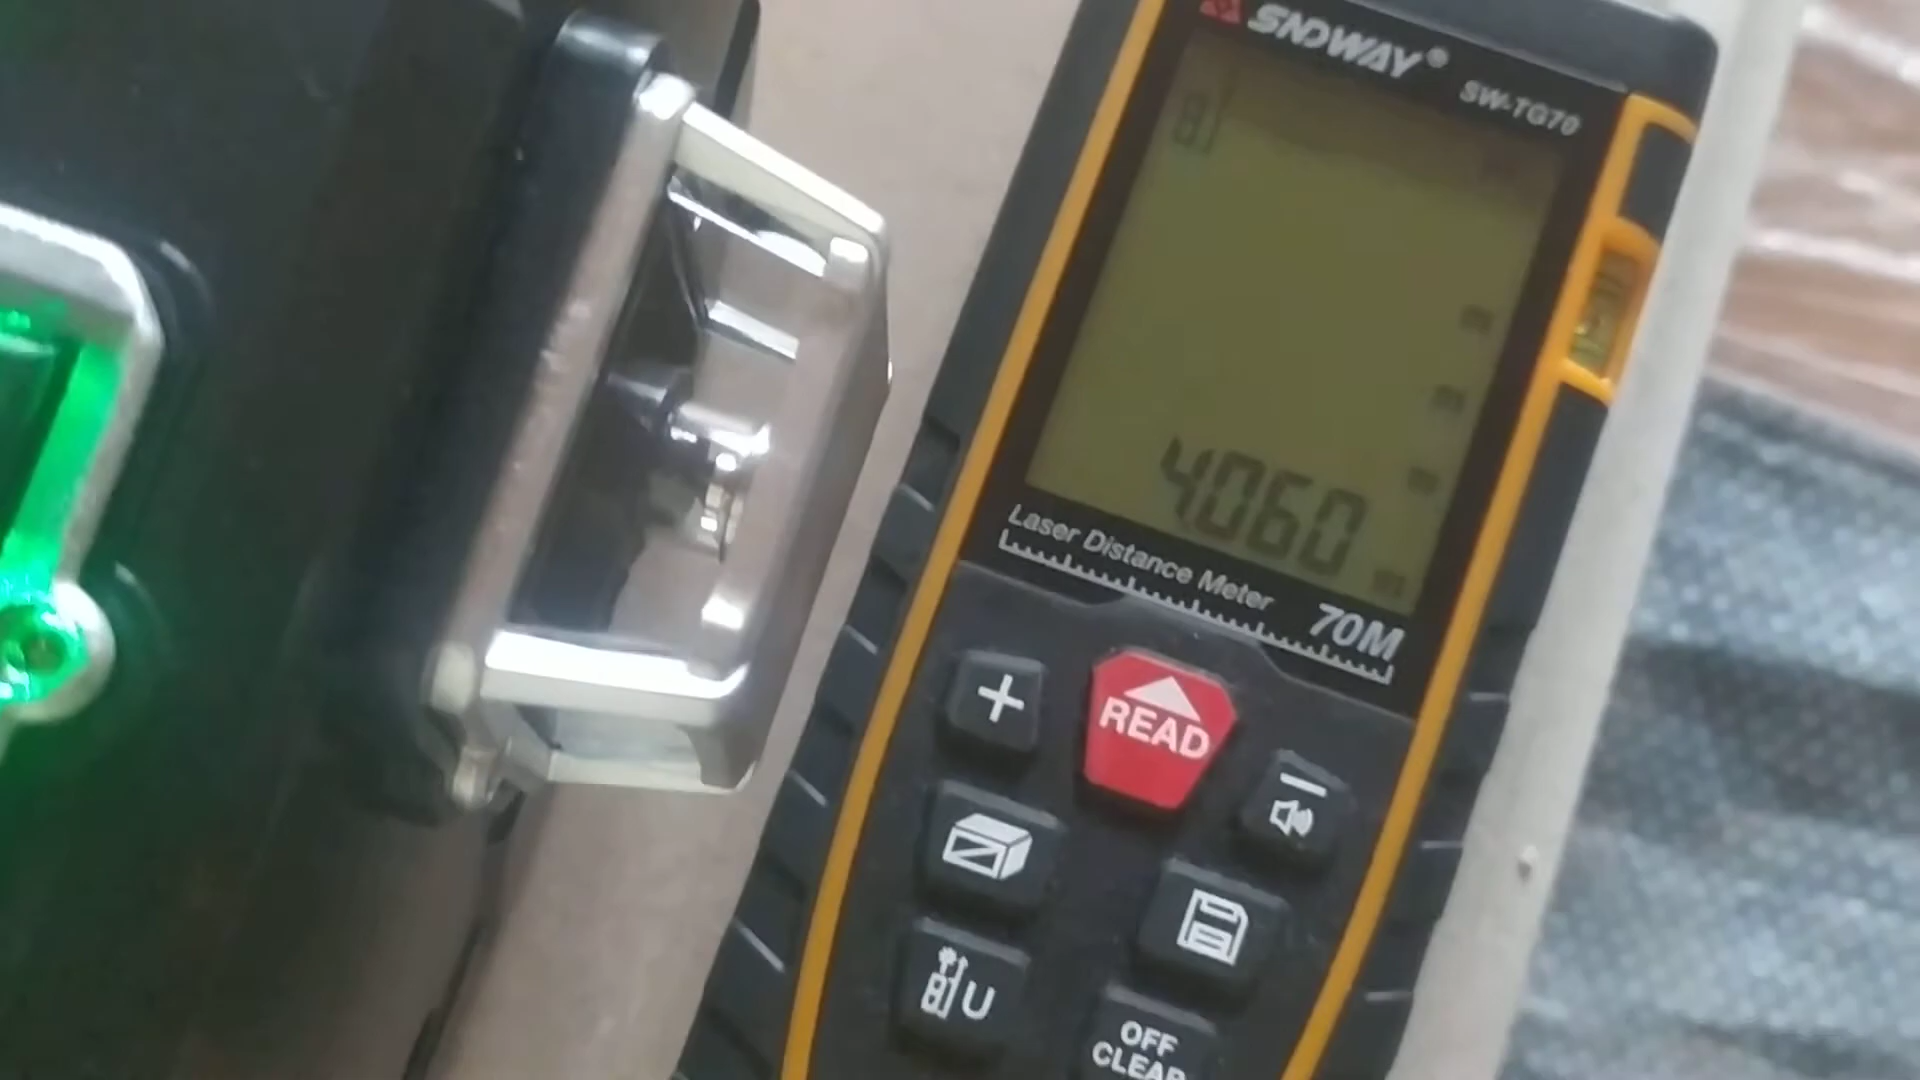 SNDWAY®
SW-TG70
m
m
m
4060
m
Laser Distance Meter
70M
READ
U
OFF
CLEAR